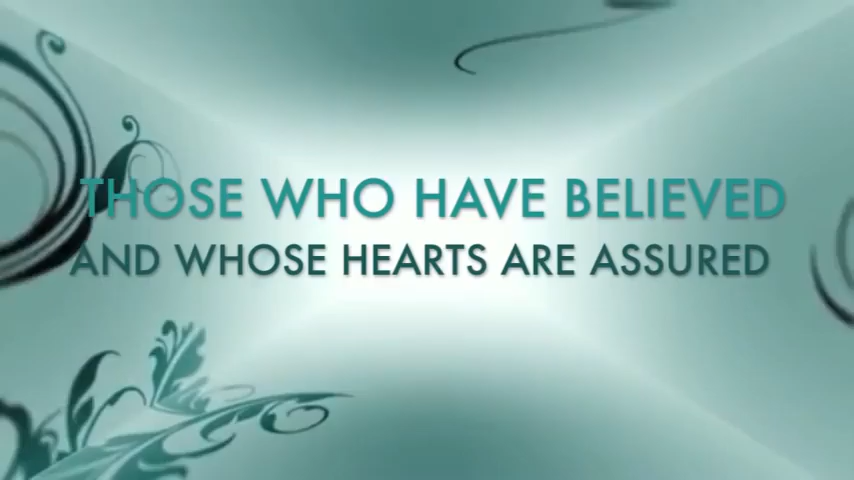 THOSE WHO HAVE BELIEVED
AND WHOSE HEARTS ARE ASSURED